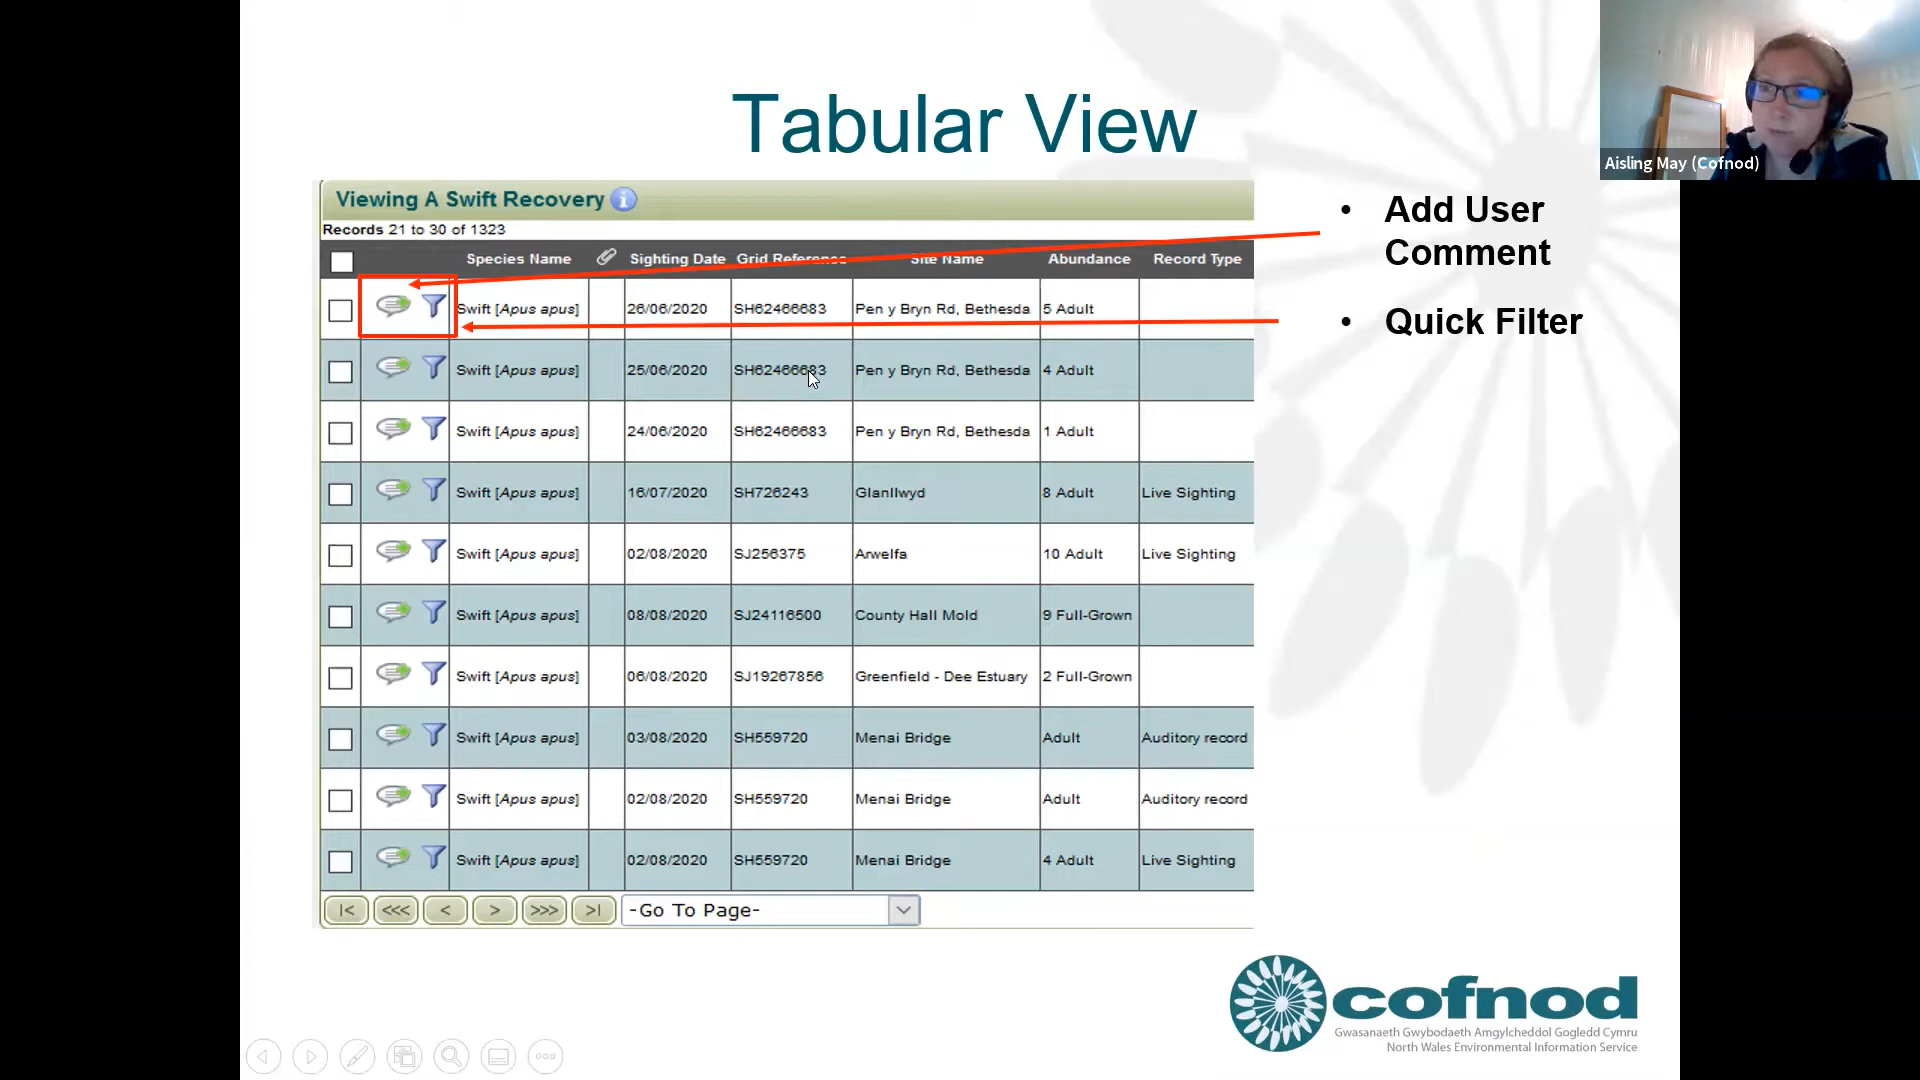 Tabular View
Aisling May (Cofnod)
Viewing A Swift Recovery
Records 21 to 30 of 1323
Species Name Sighting Date Grid Reference Site Name Abundance Record Type
Swift [Apus apus] 26/06/2020 SH62466683 Pen y Bryn Rd, Bethesda 5 Adult
Swift [Apus apus] 25/06/2020 SH62466683 Pen y Bryn Rd, Bethesda 4 Adult
Swift [Apus apus] 24/06/2020 SH62466683 Pen y Bryn Rd, Bethesda 1 Adult
Swift [Apus apus] 16/07/2020 SH726243 Glanllwyd 8 Adult Live Sighting
Swift [Apus apus] 02/08/2020 SJ256375 Arwelfa 10 Adult Live Sighting
Swift [Apus apus] 08/08/2020 SJ24116500 County Hall Mold 9 Full-Grown
Swift [Apus apus] 06/08/2020 SJ19267856 Greenfield - Dee Estuary 2 Full-Grown
Swift [Apus apus] 03/08/2020 SH559720 Menai Bridge Adult Auditory record
Swift [Apus apus] 02/08/2020 SH559720 Menai Bridge Adult Auditory record
Swift [Apus apus] 02/08/2020 SH559720 Menai Bridge 4 Adult Live Sighting
|< <<< < > >>> >| -Go To Page-
• Add User
Comment
• Quick Filter
cofnod
Gwasanaeth Gwybodaeth Amgylcheddol Gogledd Cymru
North Wales Environmental Information Service